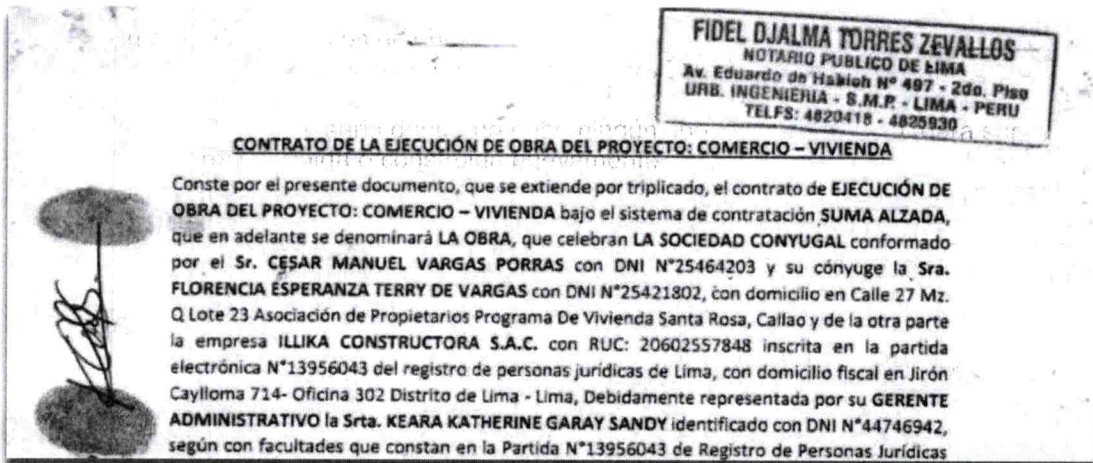 FIDEL DJALMA TORRES ZEVALLOS
NOTARIO PUBLICO DE LIMA
Av. Eduardo de Habich Nº 497 - 2do. Piso
URB. INGENIERIA - S.M.P. - LIMA - PERU
TELFS: 4820418 - 4825930
CONTRATO DE LA EJECUCIÓN DE OBRA DEL PROYECTO: COMERCIO – VIVIENDA
Conste por el presente documento, que se extiende por triplicado, el contrato de EJECUCIÓN DE
OBRA DEL PROYECTO: COMERCIO – VIVIENDA bajo el sistema de contratación SUMA ALZADA,
que en adelante se denominará LA OBRA, que celebran LA SOCIEDAD CONYUGAL conformado
por el Sr. CESAR MANUEL VARGAS PORRAS con DNI N°25464203 y su cónyuge la Sra.
FLORENCIA ESPERANZA TERRY DE VARGAS con DNI N°25421802, con domicilio en Calle 27 Mz.
Q Lote 23 Asociación de Propietarios Programa De Vivienda Santa Rosa, Callao y de la otra parte
la empresa ILLIKA CONSTRUCTORA S.A.C. con RUC: 20602557848 inscrita en la partida
electrónica N°13956043 del registro de personas jurídicas de Lima, con domicilio fiscal en Jirón
Caylloma 714- Oficina 302 Distrito de Lima - Lima, Debidamente representada por su GERENTE
ADMINISTRATIVO la Srta. KEARA KATHERINE GARAY SANDY identificado con DNI N°44746942,
según con facultades que constan en la Partida N°13956043 de Registro de Personas Jurídicas